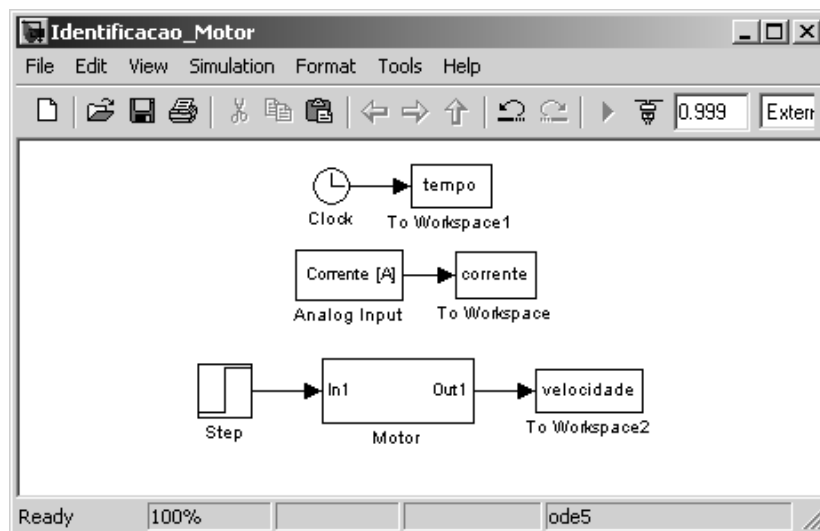 Identificacao_Motor
File Edit View Simulation Format Tools Help
0.999 Extern
tempo
Clock To Workspace1
Corrente [A] corrente
Analog Input To Workspace
In1 Out1 velocidade
Step Motor To Workspace2
Ready 100% ode5